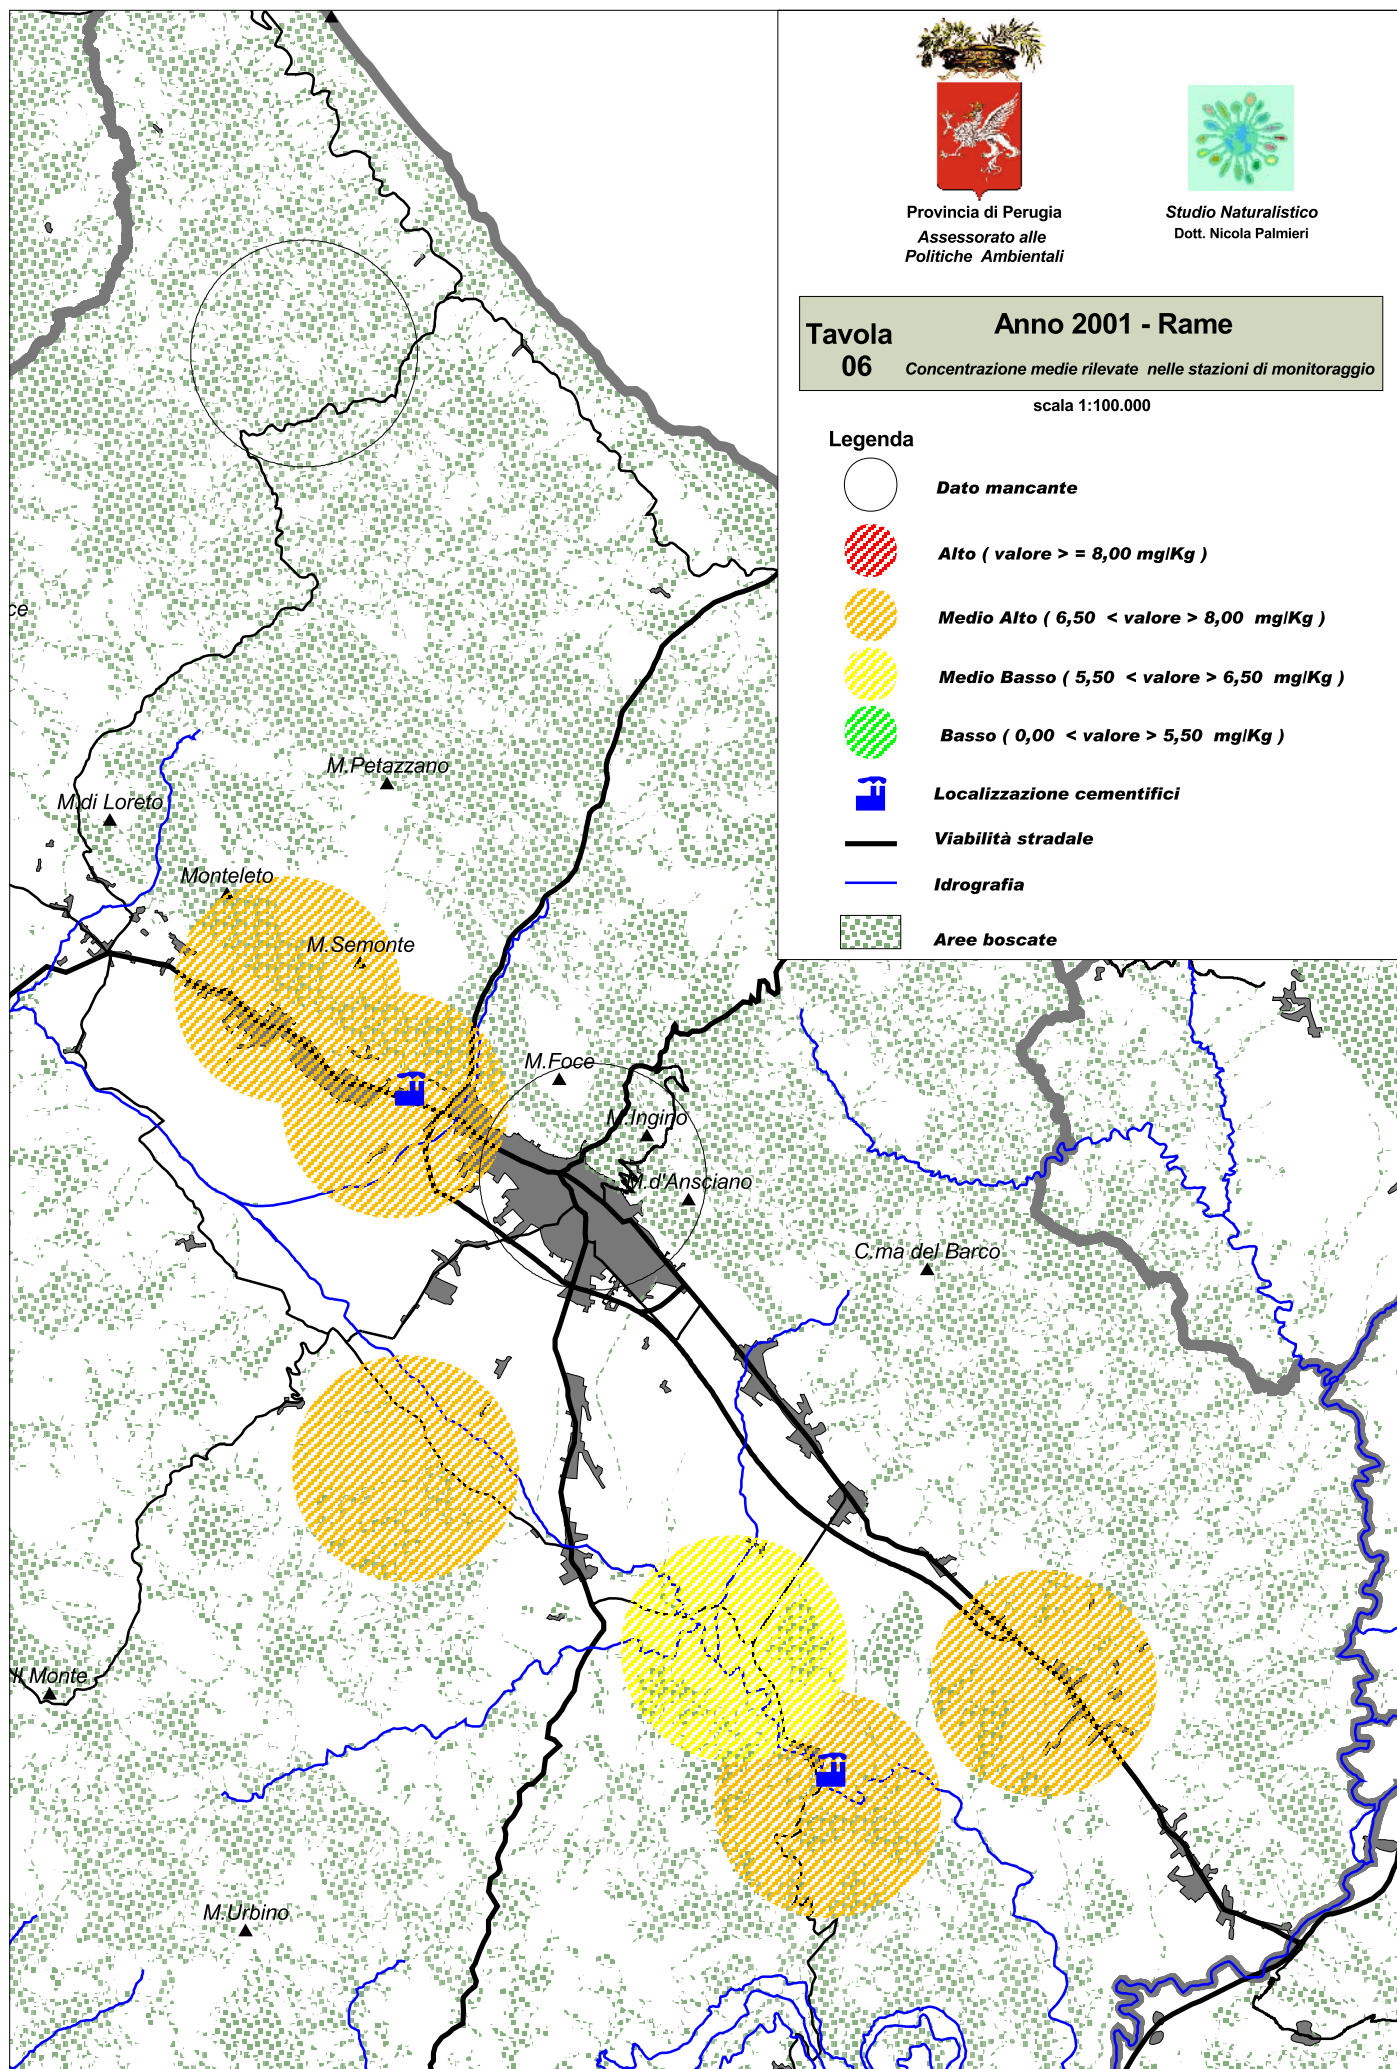 Provincia di Perugia
Assessorato alle
Politiche Ambientali
Studio Naturalistico
Dott. Nicola Palmieri
Tavola
06
Anno 2001 - Rame
Concentrazione medie rilevate nelle stazioni di monitoraggio
scala 1:100.000
Legenda
Dato mancante
Alto ( valore > = 8,00 mg/Kg )
Medio Alto ( 6,50 < valore > 8,00 mg/Kg )
Medio Basso ( 5,50 < valore > 6,50 mg/Kg )
Basso ( 0,00 < valore > 5,50 mg/Kg )
Localizzazione cementifici
Viabilità stradale
Idrografia
Aree boscate
ce
M.Petazzano
M.di Loreto
Monteleto
M.Semonte
M.Foce
M.Ingino
M.d'Ansciano
C.ma del Barco
Il Monte
M.Urbino